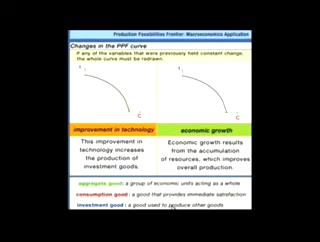 Production Possibilities Frontier: Macroeconomics Application
Changes in the PPF curve
If any of the variables that were previously held constant change,
the whole curve must be redrawn.
I
I
C
C
improvement in technology
economic growth
This improvement in
technology increases
the production of
investment goods.
Economic growth results
from the accumulation
of resources, which improves
overall production.
aggregate good: a group of economic units acting as a whole
consumption good: a good that provides immediate satisfaction
investment good: a good used to produce other goods